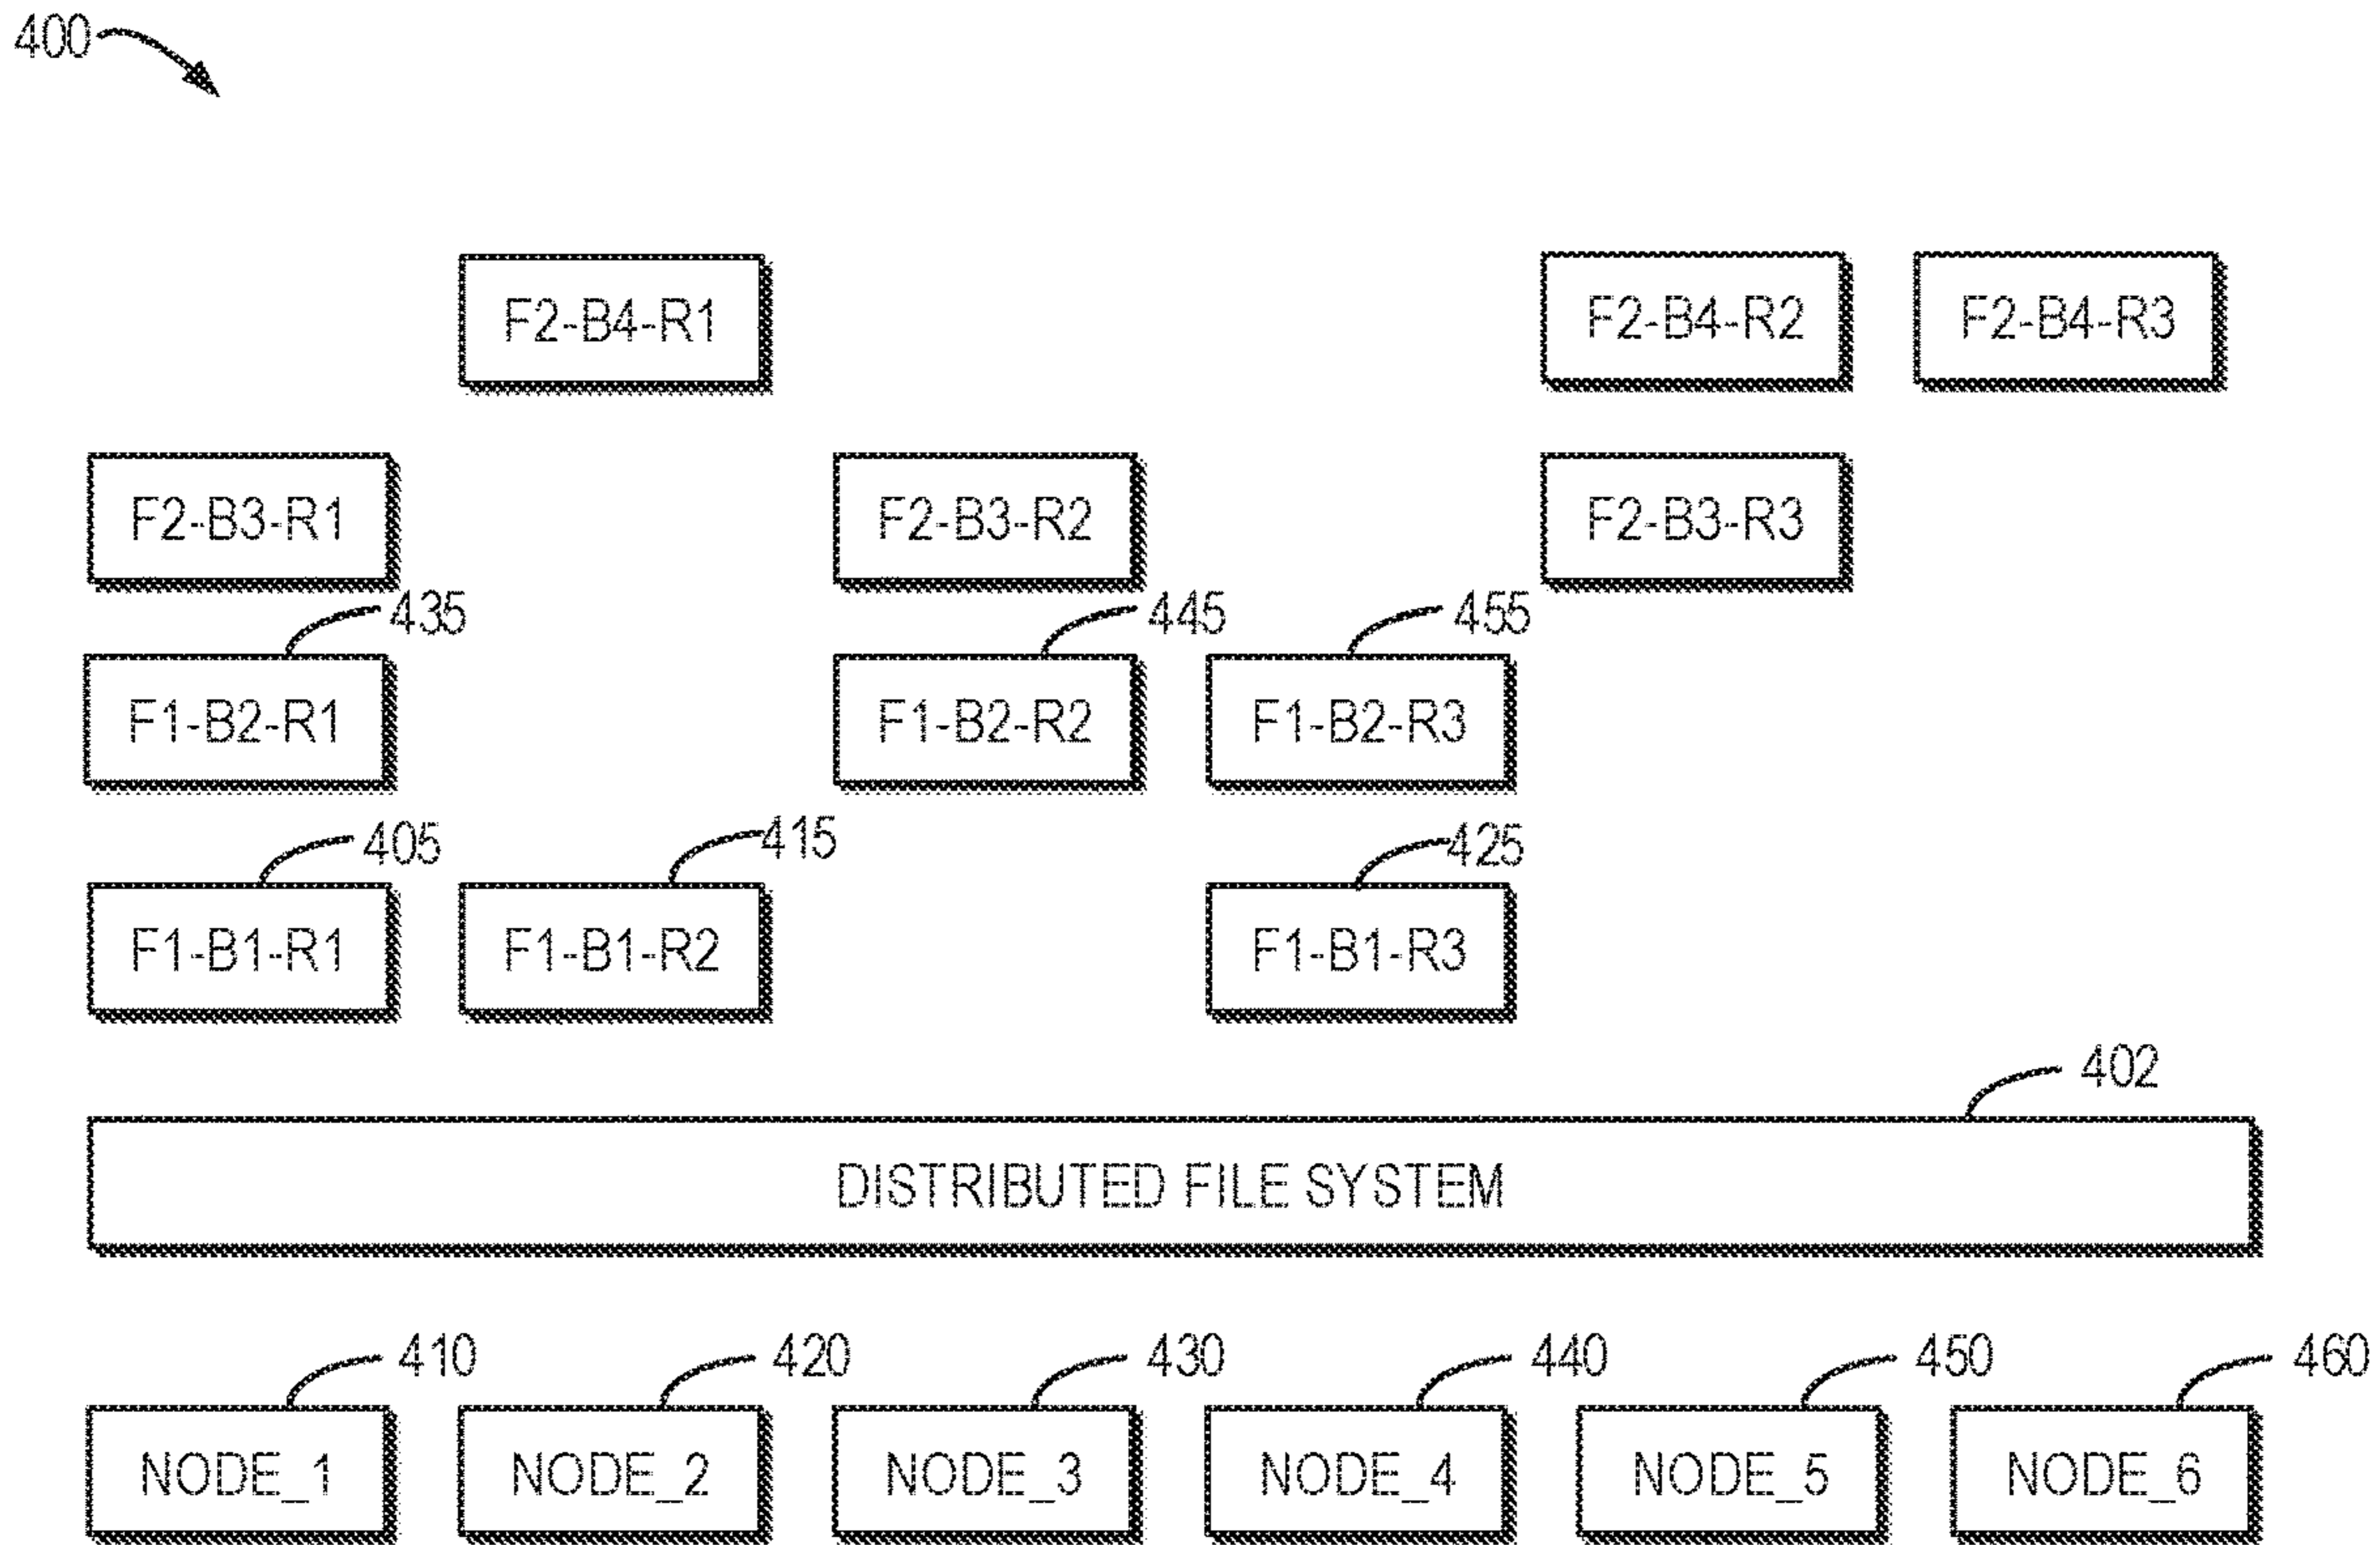 400
F2-B4-R1 F2-B4-R2 F2-B4-R3
F2-B3-R1 F2-B3-R2 F2-B3-R3
435 445 455
F1-B2-R1 F1-B2-R2 F1-B2-R3
405 415 425
F1-B1-R1 F1-B1-R2 F1-B1-R3
402
DISTRIBUTED FILE SYSTEM
410 420 430 440 450 460
NODE_1 NODE_2 NODE_3 NODE_4 NODE_5 NODE_6